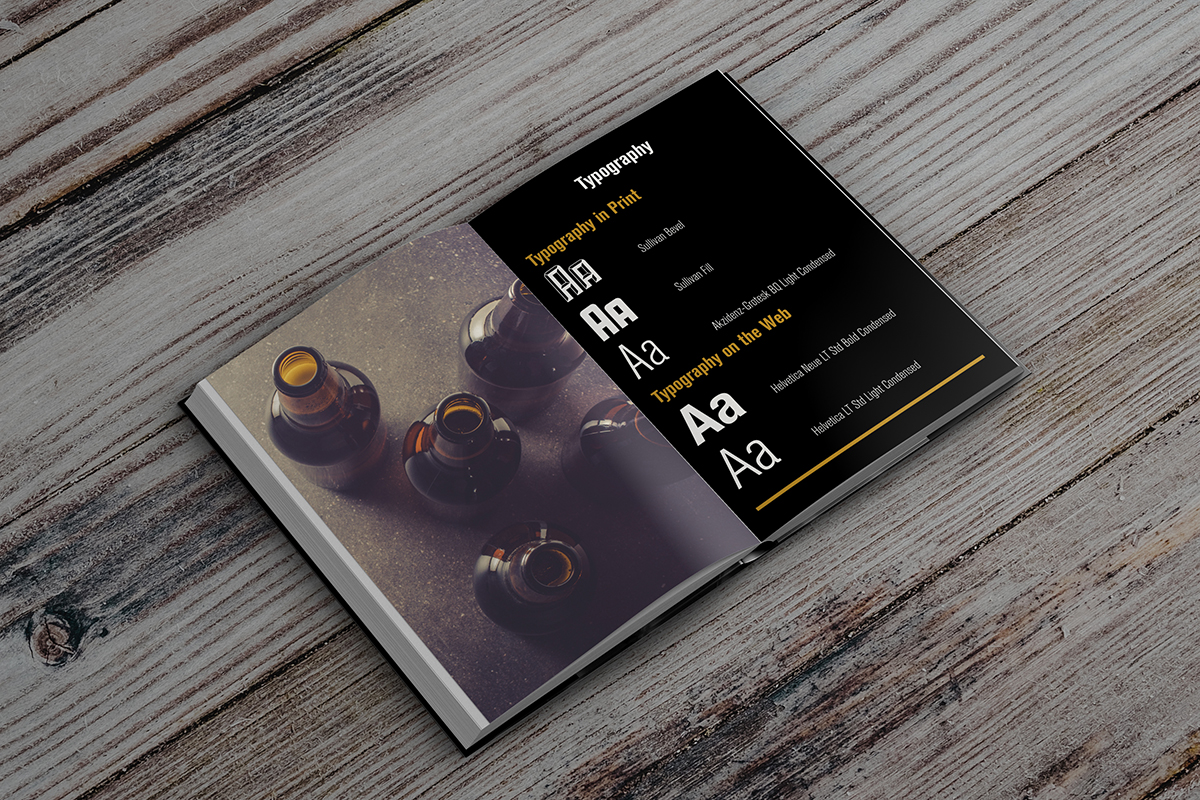 Typography
Typography in Print
Aa Sullivan Bevel
Aa Sullivan Fill
Aa Akzidenz-Grotesk BQ Light Condensed
Typography on the Web
Aa Helvetica Neue LT Std Bold Condensed
Aa Helvetica LT Std Light Condensed